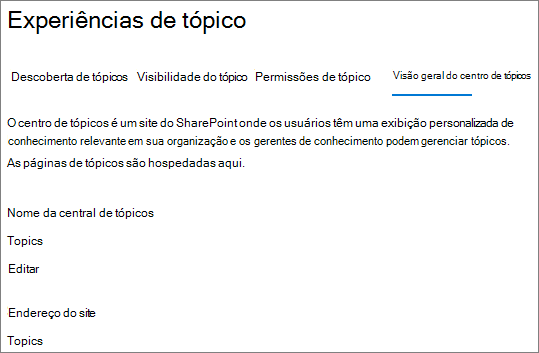 Experiências de tópico
Descoberta de tópicos Visibilidade do tópico Permissões de tópico Visão geral do centro de tópicos
O centro de tópicos é um site do SharePoint onde os usuários têm uma exibição personalizada de
conhecimento relevante em sua organização e os gerentes de conhecimento podem gerenciar tópicos.
As páginas de tópicos são hospedadas aqui.
Nome da central de tópicos
Topics
Editar
Endereço do site
Topics